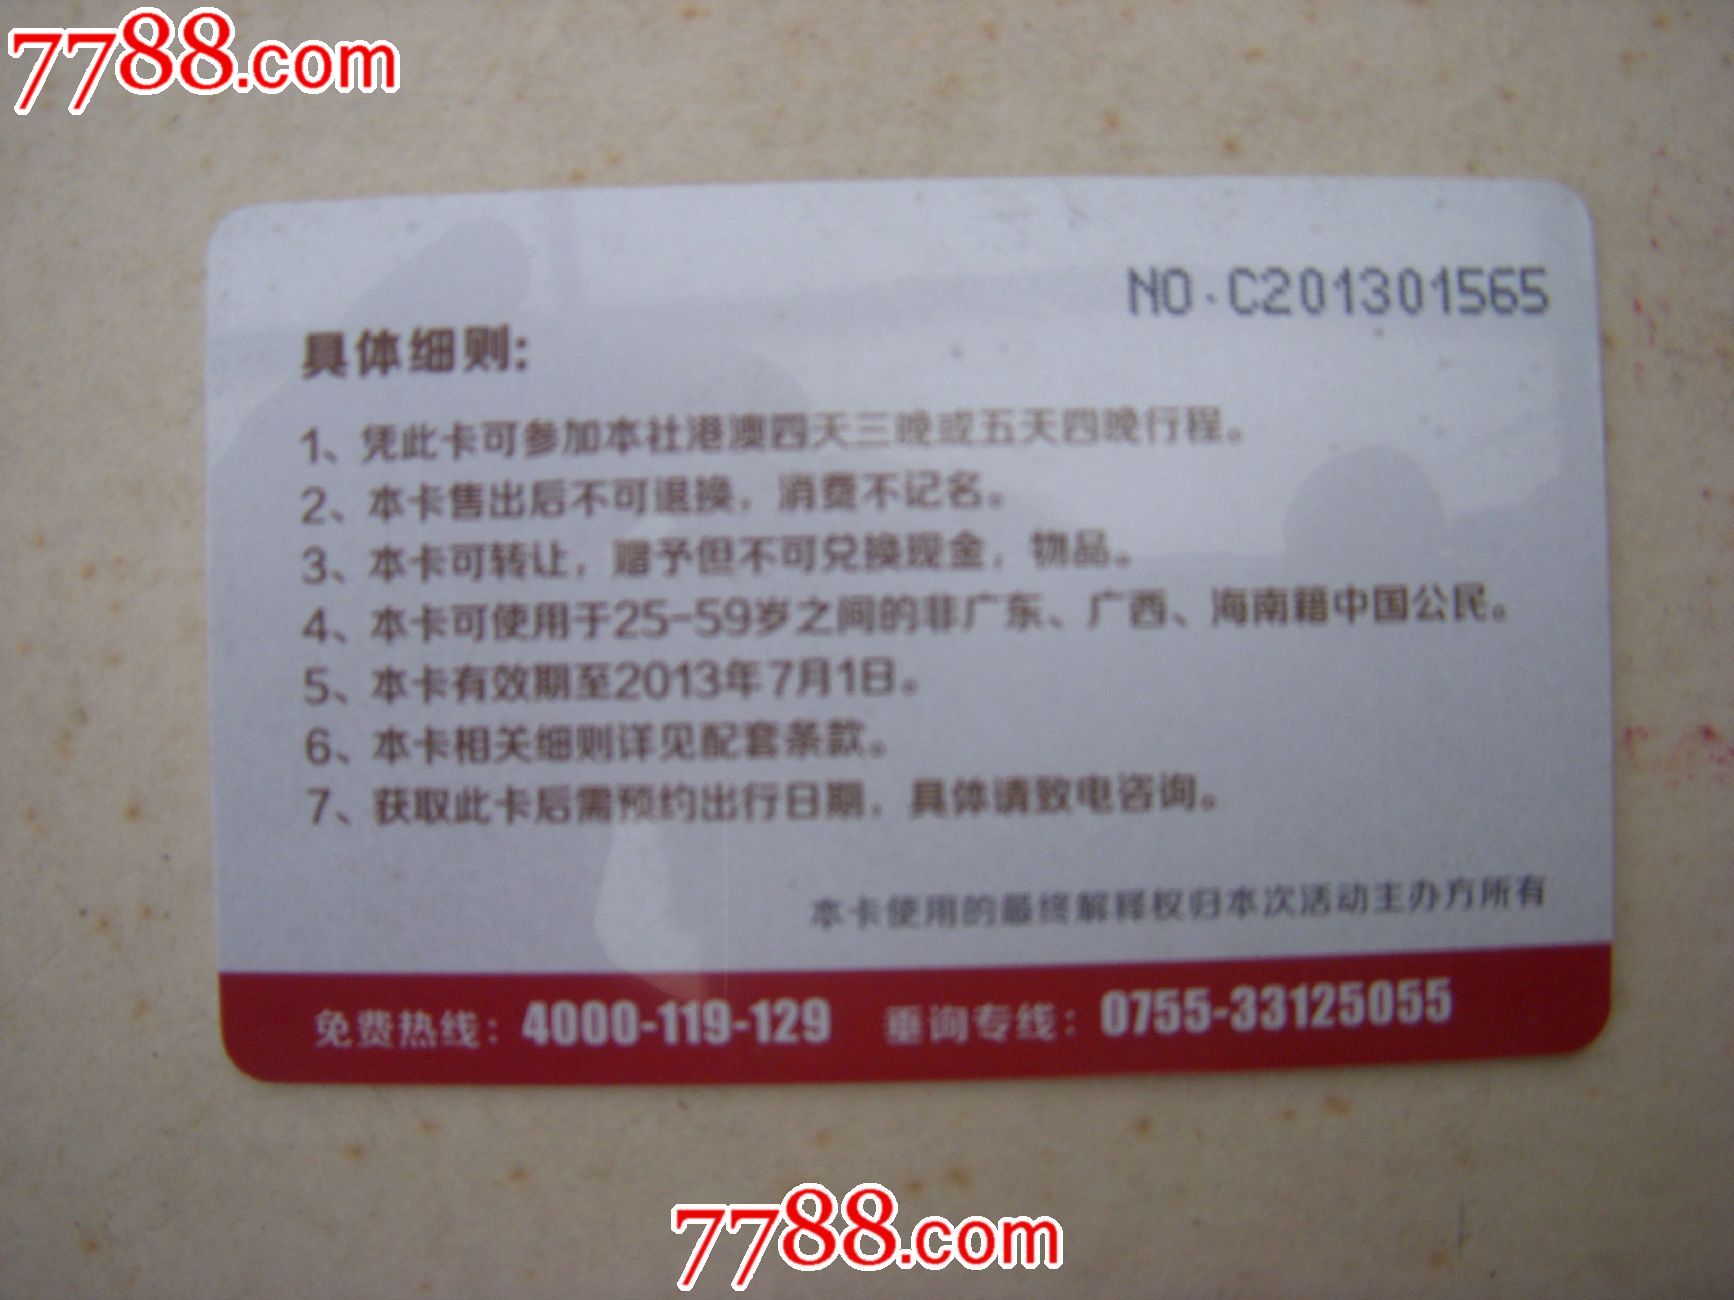 7788.com
NO.C201301565
具体细则:
1、凭此卡可参加本社港澳四天三晚或五天四晚行程。
2、本卡售出后不可退换，消费不记名。
3、本卡可转让，赠予但不可兑换现金，物品。
4、本卡可使用于25-59岁之间的非广东、广西、海南籍中国公民。
5、本卡有效期至2013年7月1日。
6、本卡相关细则详见配套条款。
7、获取此卡后需预约出行日期，具体请致电咨询。
本卡使用的最终解释权归本次活动主办方所有
免费热线：4000-119-129 垂询专线：0755-33125055
7788.com